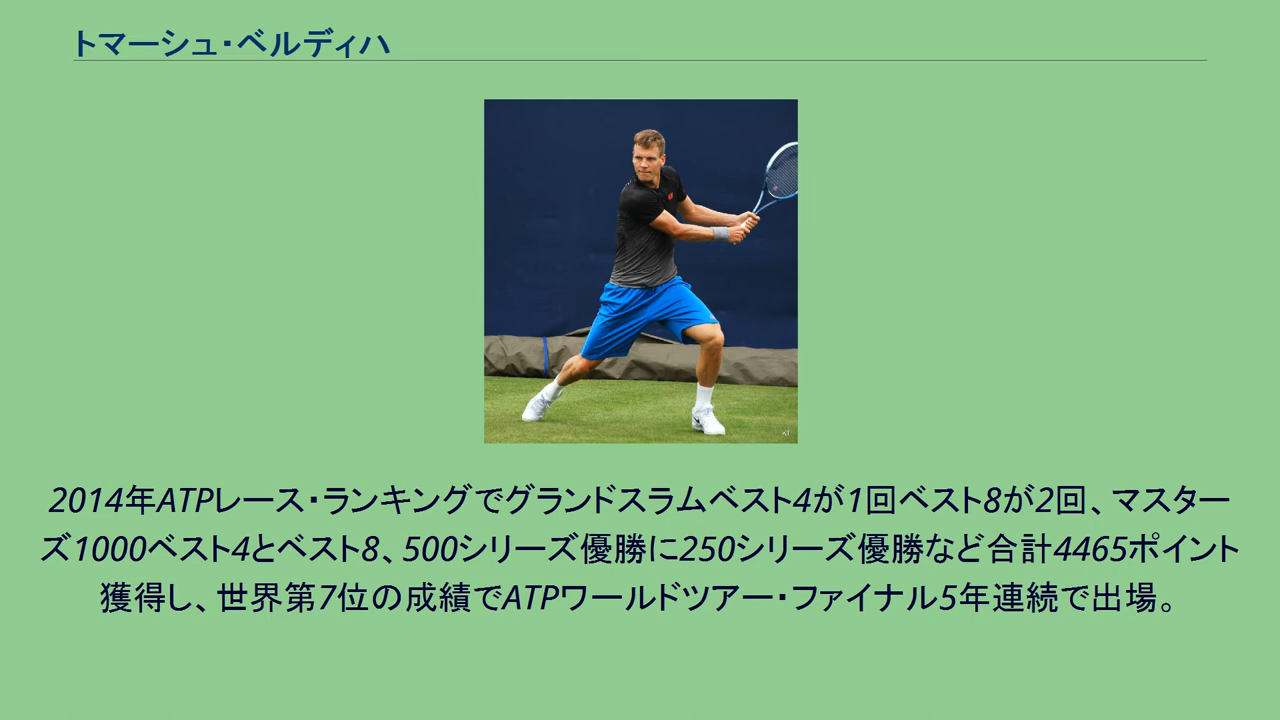 トマーシュ・ベルディハ
2014年ATPレース・ランキングでグランドスラムベスト4が1回ベスト8が2回、マスター
ズ1000ベスト4とベスト8、500シリーズ優勝に250シリーズ優勝など合計4465ポイント
獲得し、世界第7位の成績でATPワールドツアー・ファイナル5年連続で出場。